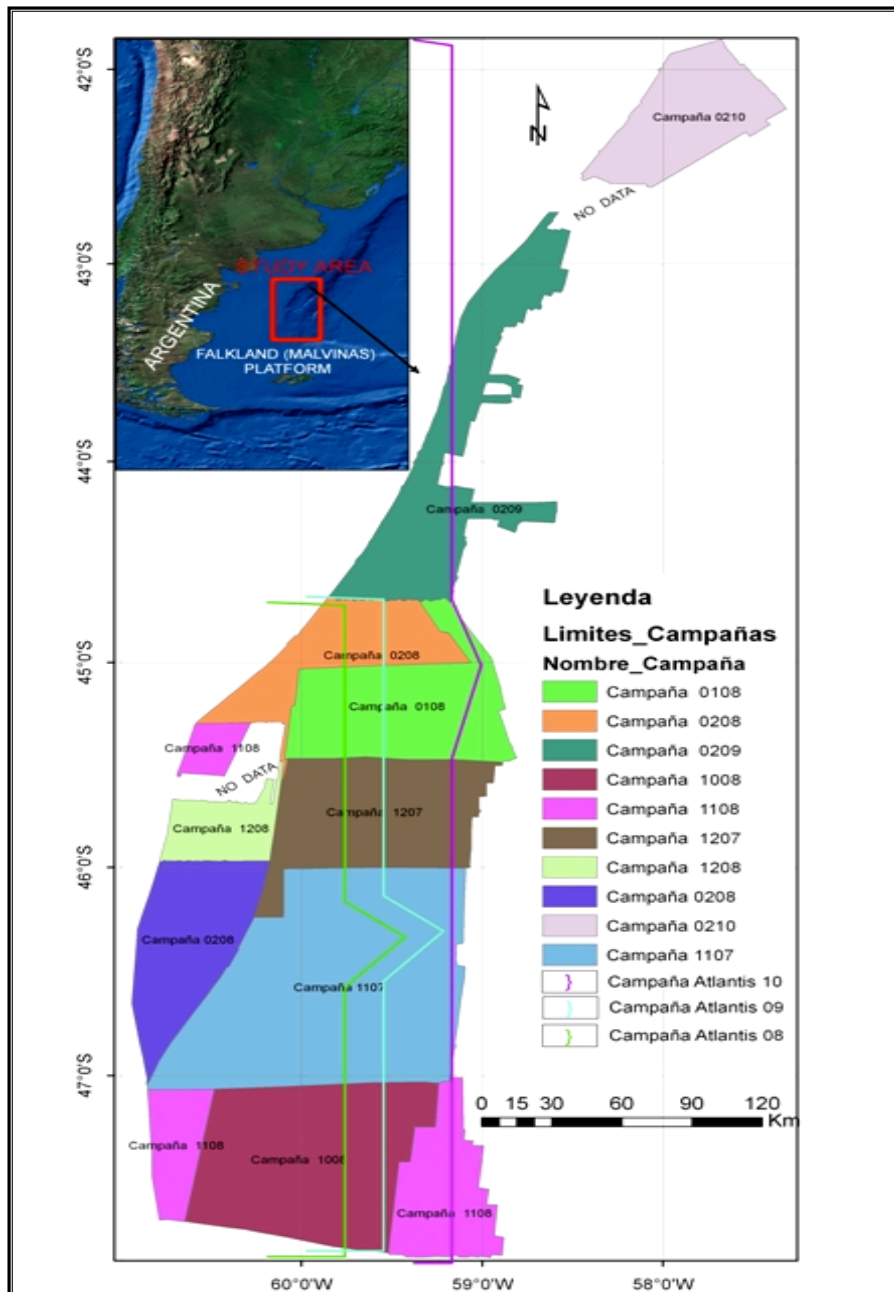 42°0'S
43°0'S
44°0'S
45°0'S
46°0'S
47°0'S
STUDY AREA
ARGENTINA
FALKLAND (MALVINAS)
PLATFORM
N
Campaña 0210
NO DATA
Campaña 0209
Campaña 0208
Campaña 0108
Campaña 1108
NO DATA
Campaña 1208
Campaña 1207
Campaña 0208
Campaña 1107
Campaña 1108
Campaña 1008
Campaña 1108
Leyenda
Limites_Campañas
Nombre_Campaña
Campaña 0108
Campaña 0208
Campaña 0209
Campaña 1008
Campaña 1108
Campaña 1207
Campaña 1208
Campaña 0208
Campaña 0210
Campaña 1107
Campaña Atlantis 10
Campaña Atlantis 09
Campaña Atlantis 08
0 15 30 60 90 120
Km
60°0'W 59°0'W 58°0'W